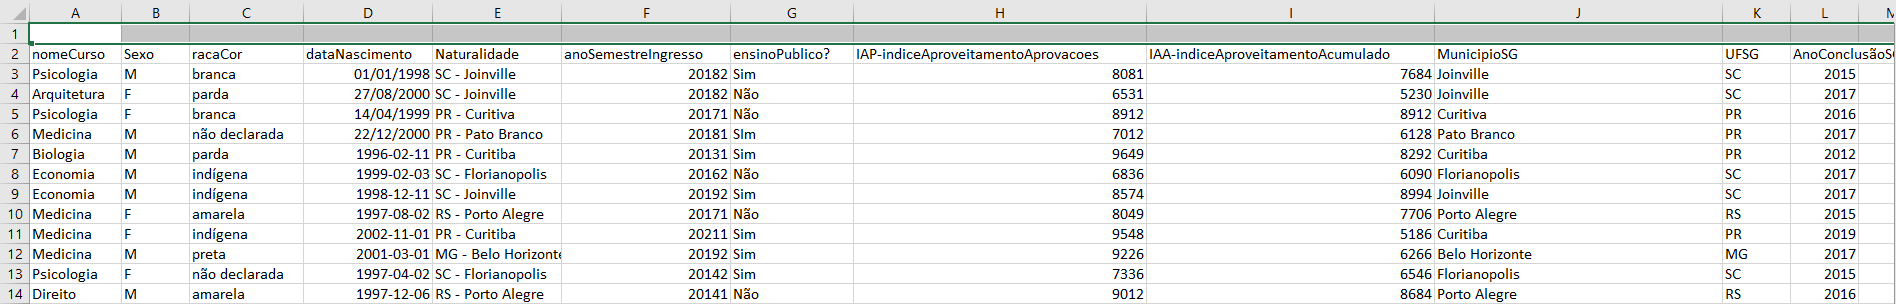 A B C D E F G H I J K L M
1
2 nomeCurso Sexo racaCor dataNascimento Naturalidade anoSemestreIngresso ensinoPublico? IAP-indiceAproveitamentoAprovacoes IAA-indiceAproveitamentoAcumulado MunicipioSG UFSG AnoConclusãoSG
3 Psicologia M branca 01/01/1998 SC - Joinville 20182 Sim 8081 7684 Joinville SC 2015
4 Arquitetura F parda 27/08/2000 SC - Joinville 20182 Não 6531 5230 Joinville SC 2017
5 Psicologia F branca 14/04/1999 PR - Curitiva 20171 Não 8912 8912 Curitiva PR 2016
6 Medicina M não declarada 22/12/2000 PR - Pato Branco 20181 SIm 7012 6128 Pato Branco PR 2017
7 Biologia M parda 1996-02-11 PR - Curitiba 20131 Sim 9649 8292 Curitiba PR 2012
8 Economia M indígena 1999-02-03 SC - Florianopolis 20162 Não 6836 6090 Florianopolis SC 2017
9 Economia M indígena 1998-12-11 SC - Joinville 20192 Sim 8574 8994 Joinville SC 2017
10 Medicina F amarela 1997-08-02 RS - Porto Alegre 20171 Não 8049 7706 Porto Alegre RS 2015
11 Medicina F indígena 2002-11-01 PR - Curitiba 20211 Sim 9548 5186 Curitiba PR 2019
12 Medicina M preta 2001-03-01 MG - Belo Horizonte 20192 Sim 9226 6266 Belo Horizonte MG 2017
13 Psicologia F não declarada 1997-04-02 SC - Florianopolis 20142 Sim 7336 6546 Florianopolis SC 2015
14 Direito M amarela 1997-12-06 RS - Porto Alegre 20141 Não 9012 8684 Porto Alegre RS 2016